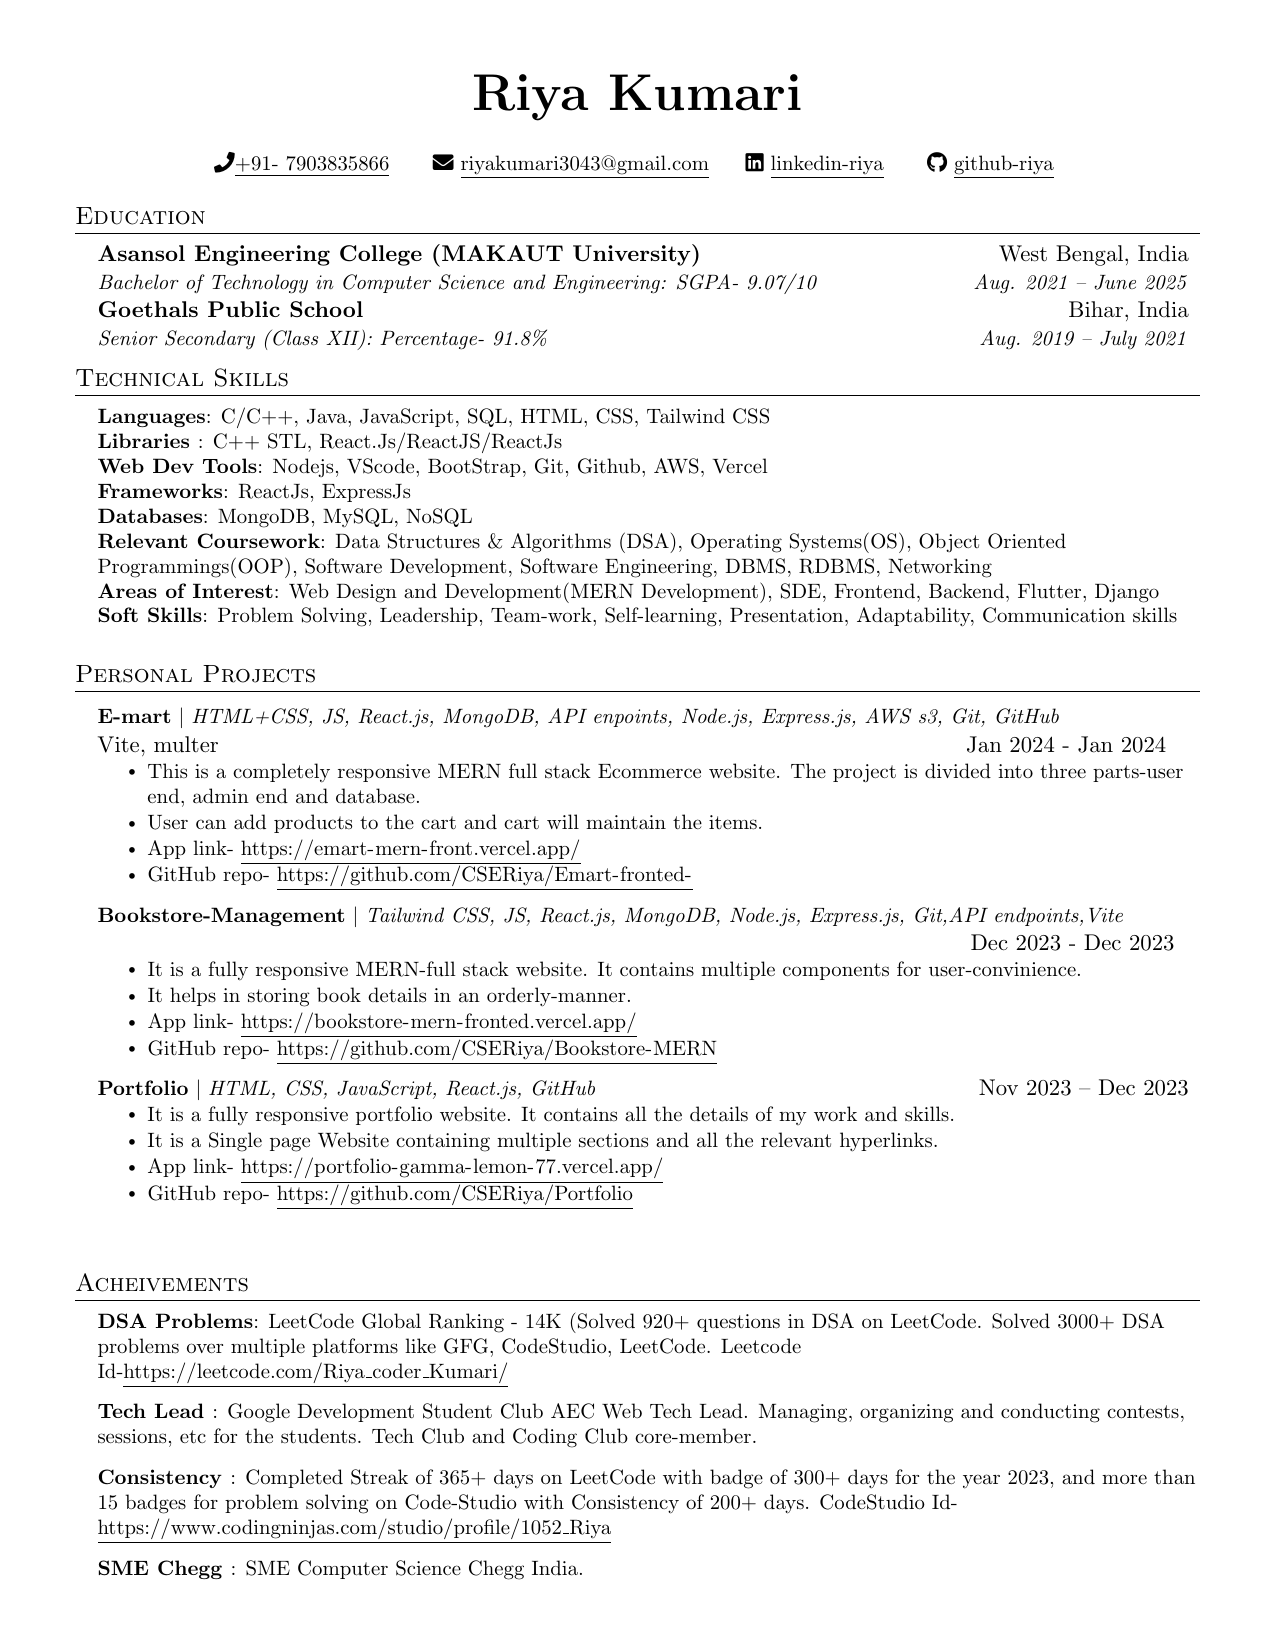 Riya Kumari
+91- 7903835866 riyakumari3043@gmail.com linkedin-riya github-riya
Education
Asansol Engineering College (MAKAUT University) West Bengal, India
Bachelor of Technology in Computer Science and Engineering: SGPA- 9.07/10 Aug. 2021 – June 2025
Goethals Public School Bihar, India
Senior Secondary (Class XII): Percentage- 91.8% Aug. 2019 – July 2021
Technical Skills
Languages: C/C++, Java, JavaScript, SQL, HTML, CSS, Tailwind CSS
Libraries : C++ STL, React.Js/ReactJS/ReactJs
Web Dev Tools: Nodejs, VScode, BootStrap, Git, Github, AWS, Vercel
Frameworks: ReactJs, ExpressJs
Databases: MongoDB, MySQL, NoSQL
Relevant Coursework: Data Structures & Algorithms (DSA), Operating Systems(OS), Object Oriented
Programmings(OOP), Software Development, Software Engineering, DBMS, RDBMS, Networking
Areas of Interest: Web Design and Development(MERN Development), SDE, Frontend, Backend, Flutter, Django
Soft Skills: Problem Solving, Leadership, Team-work, Self-learning, Presentation, Adaptability, Communication skills
Personal Projects
E-mart | HTML+CSS, JS, React.js, MongoDB, API enpoints, Node.js, Express.js, AWS s3, Git, GitHub
Vite, multer Jan 2024 - Jan 2024
• This is a completely responsive MERN full stack Ecommerce website. The project is divided into three parts-user
end, admin end and database.
• User can add products to the cart and cart will maintain the items.
• App link- https://emart-mern-front.vercel.app/
• GitHub repo- https://github.com/CSERiya/Emart-fronted-
Bookstore-Management | Tailwind CSS, JS, React.js, MongoDB, Node.js, Express.js, Git,API endpoints,Vite
Dec 2023 - Dec 2023
• It is a fully responsive MERN-full stack website. It contains multiple components for user-convinience.
• It helps in storing book details in an orderly-manner.
• App link- https://bookstore-mern-fronted.vercel.app/
• GitHub repo- https://github.com/CSERiya/Bookstore-MERN
Portfolio | HTML, CSS, JavaScript, React.js, GitHub Nov 2023 – Dec 2023
• It is a fully responsive portfolio website. It contains all the details of my work and skills.
• It is a Single page Website containing multiple sections and all the relevant hyperlinks.
• App link- https://portfolio-gamma-lemon-77.vercel.app/
• GitHub repo- https://github.com/CSERiya/Portfolio
Acheivements
DSA Problems: LeetCode Global Ranking - 14K (Solved 920+ questions in DSA on LeetCode. Solved 3000+ DSA
problems over multiple platforms like GFG, CodeStudio, LeetCode. Leetcode
Id-https://leetcode.com/Riya_coder_Kumari/
Tech Lead : Google Development Student Club AEC Web Tech Lead. Managing, organizing and conducting contests,
sessions, etc for the students. Tech Club and Coding Club core-member.
Consistency : Completed Streak of 365+ days on LeetCode with badge of 300+ days for the year 2023, and more than
15 badges for problem solving on Code-Studio with Consistency of 200+ days. CodeStudio Id-
https://www.codingninjas.com/studio/profile/1052_Riya
SME Chegg : SME Computer Science Chegg India.